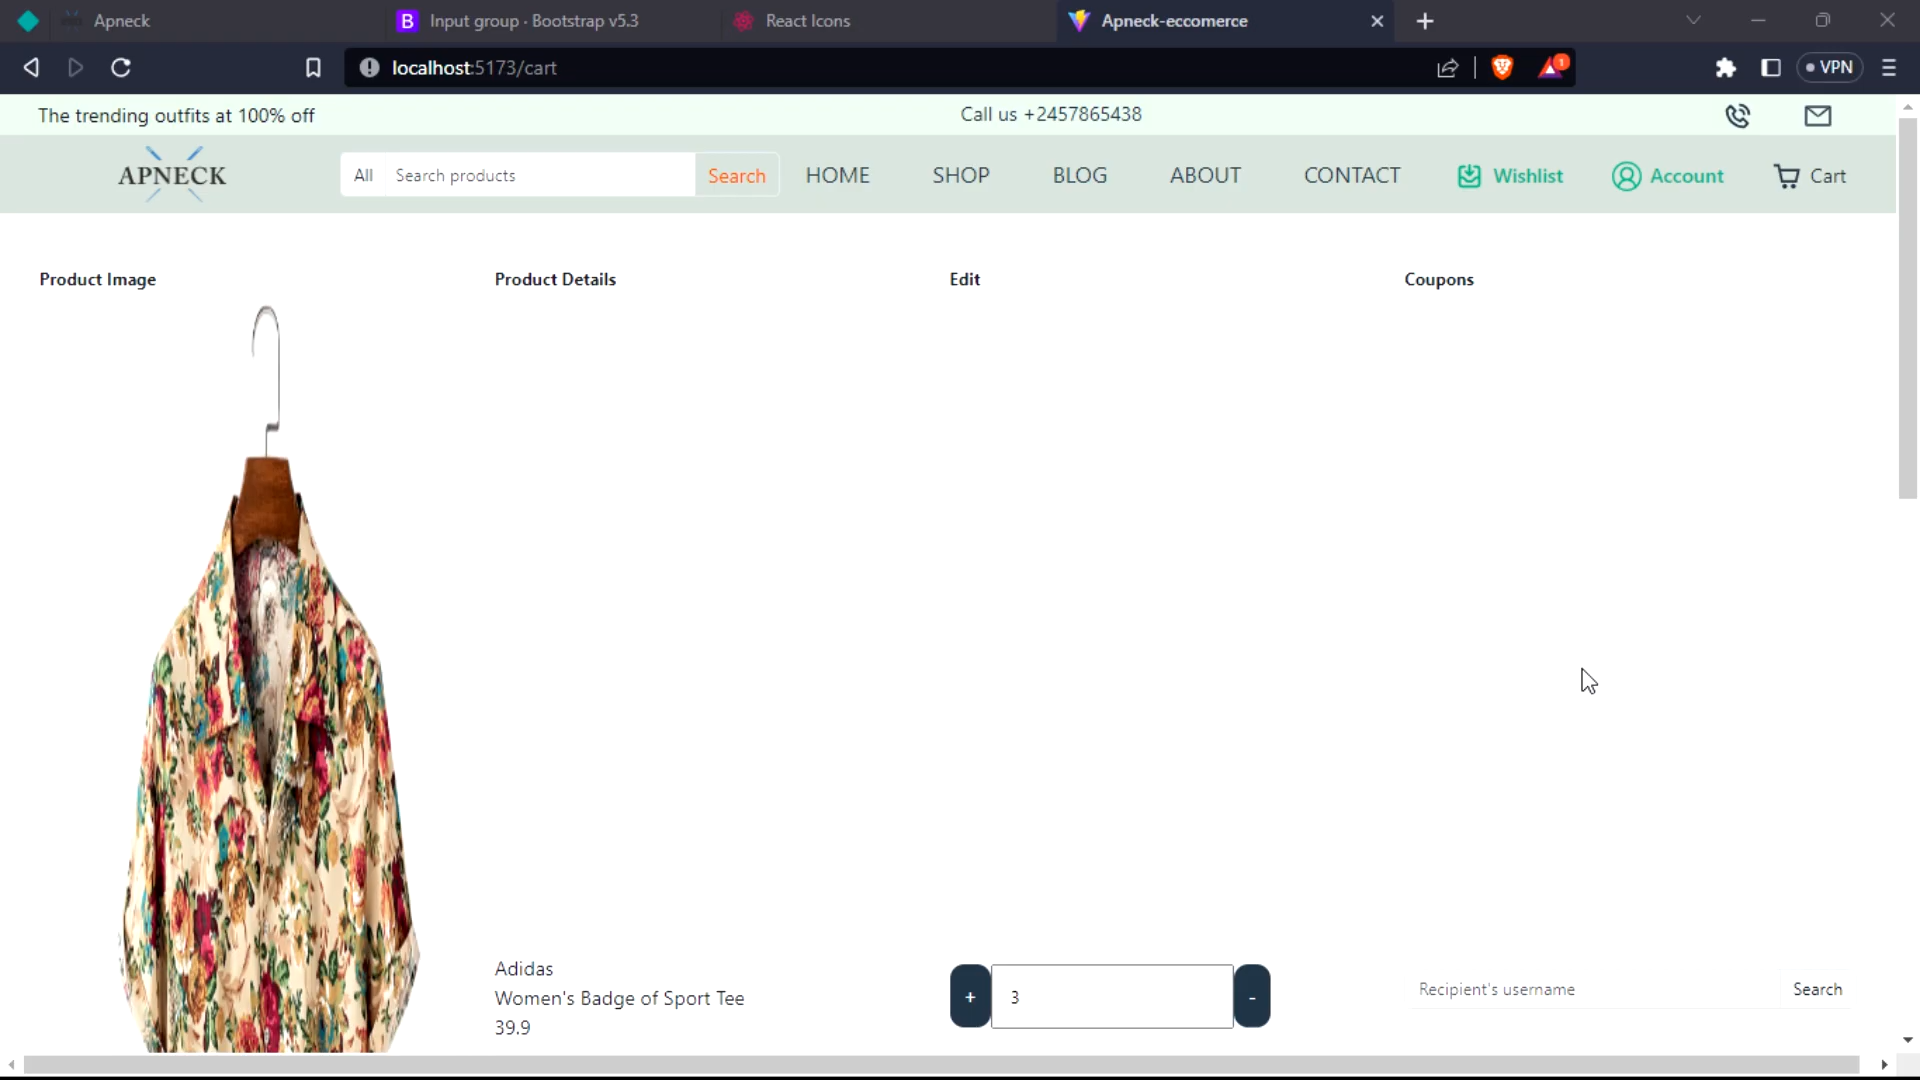 Apneck
B Input group · Bootstrap v5.3
React Icons
Apneck-eccomerce
localhost:5173/cart
1
VPN
The trending outfits at 100% off
Call us +2457865438
APNECK
All
Search products
Search
HOME
SHOP
BLOG
ABOUT
CONTACT
Wishlist
Account
Cart
Product Image
Product Details
Edit
Coupons
Adidas
Women's Badge of Sport Tee
39.9
+
3
-
Recipient's username
Search